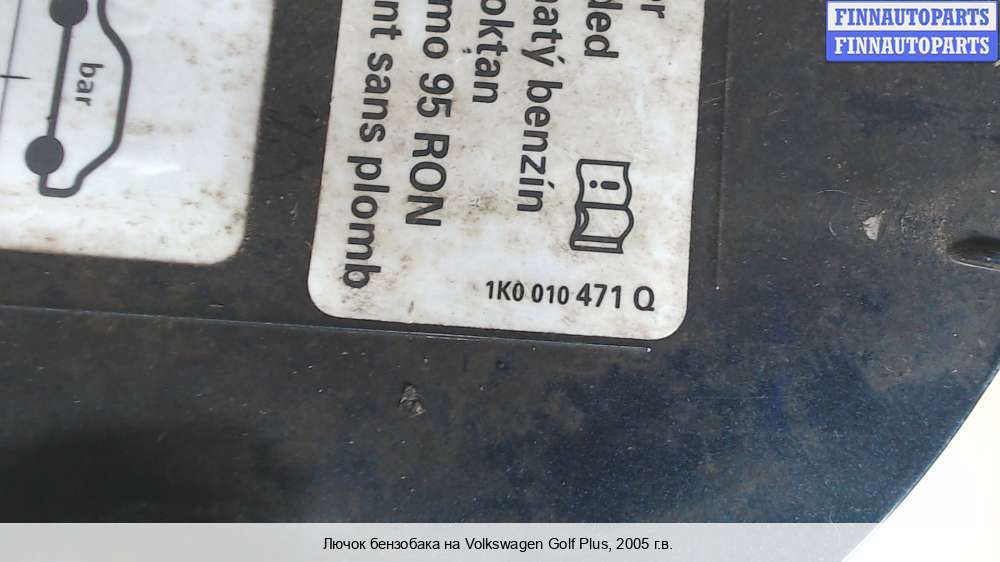 FINNAUTOPARTS
FINNAUTOPARTS
bar
natý benzín
oktan
mo 95 RON
nt sans plomb
1K0 010 471 Q
Лючок бензобака на Volkswagen Golf Plus, 2005 г.в.